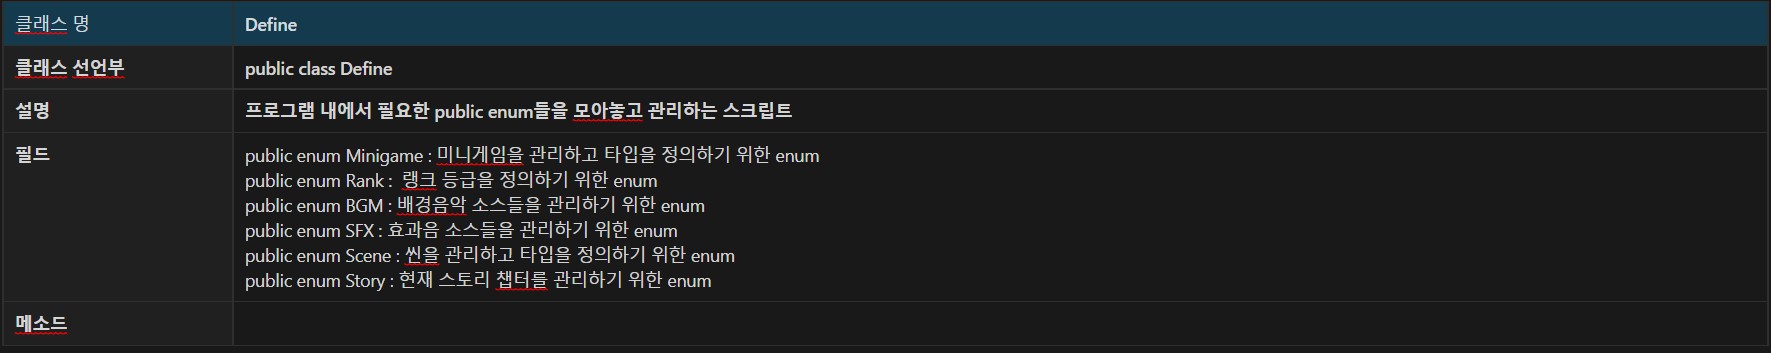 클래스 명 Define
클래스 선언부 public class Define
설명 프로그램 내에서 필요한 public enum들을 모아놓고 관리하는 스크립트
필드 public enum Minigame : 미니게임을 관리하고 타입을 정의하기 위한 enum
public enum Rank :  랭크 등급을 정의하기 위한 enum
public enum BGM : 배경음악 소스들을 관리하기 위한 enum
public enum SFX : 효과음 소스들을 관리하기 위한 enum
public enum Scene : 씬을 관리하고 타입을 정의하기 위한 enum
public enum Story : 현재 스토리 챕터를 관리하기 위한 enum
메소드